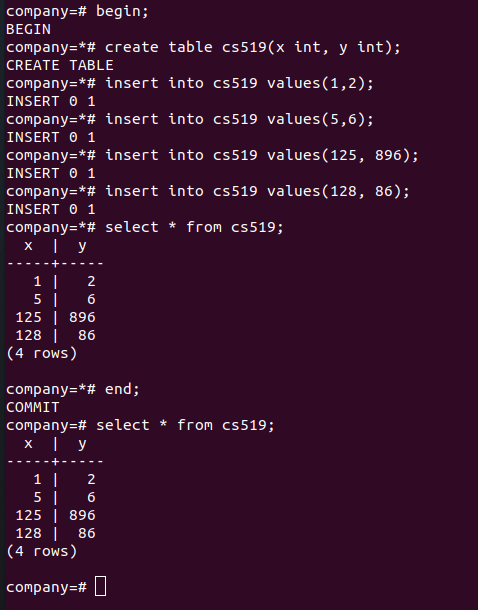 company=# begin;
BEGIN
company=*# create table cs519(x int, y int);
CREATE TABLE
company=*# insert into cs519 values(1,2);
INSERT 0 1
company=*# insert into cs519 values(5,6);
INSERT 0 1
company=*# insert into cs519 values(125, 896);
INSERT 0 1
company=*# insert into cs519 values(128, 86);
INSERT 0 1
company=*# select * from cs519;
  x  |  y
-----+-----
   1 |   2
   5 |   6
 125 | 896
 128 |  86
(4 rows)

company=*# end;
COMMIT
company=# select * from cs519;
  x  |  y
-----+-----
   1 |   2
   5 |   6
 125 | 896
 128 |  86
(4 rows)

company=#